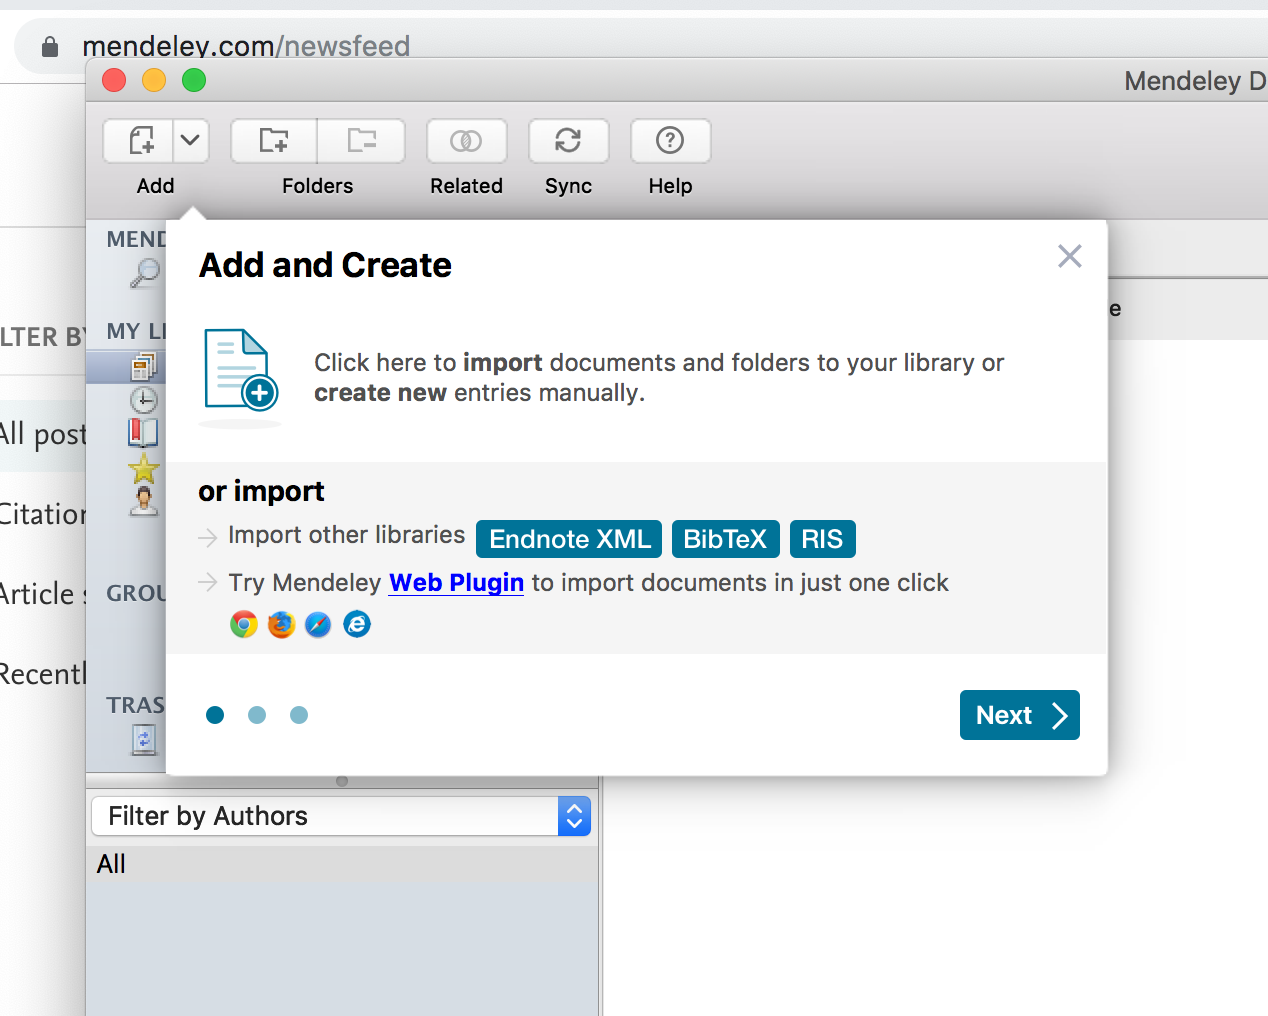 mendeley.com/newsfeed
Mendeley D
Add
Folders
Related
Sync
Help
MEND
MY LI
GROU
TRAS
LTER BY
All post
Citation
Article s
Recentl
e
Add and Create
Click here to import documents and folders to your library or
create new entries manually.
or import
Import other libraries Endnote XML BibTeX RIS
Try Mendeley Web Plugin to import documents in just one click
Next
Filter by Authors
All